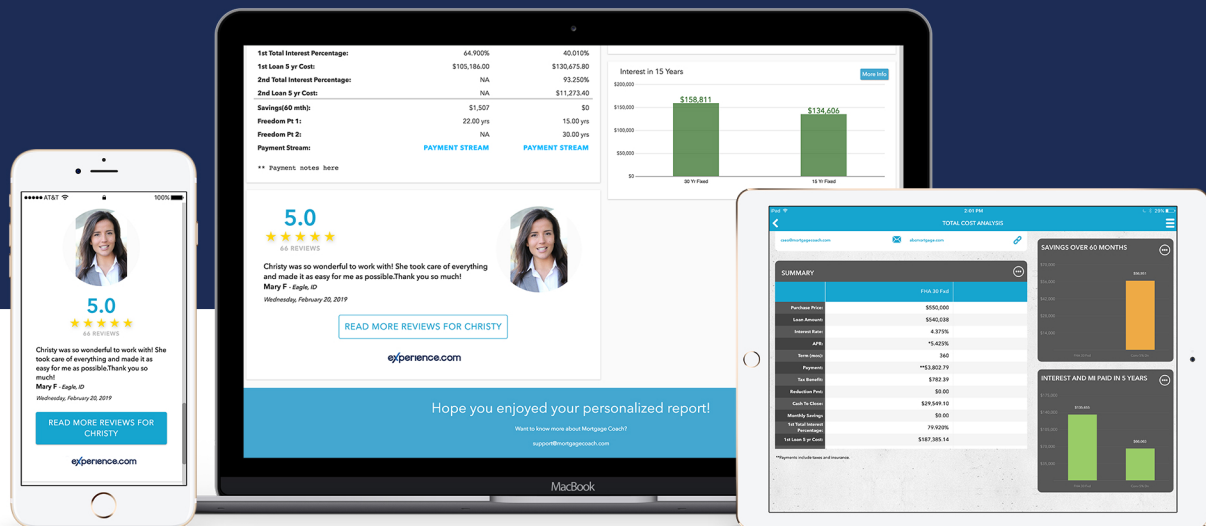 ●●●●● AT&T 100%
5.0
66 REVIEWS
Christy was so wonderful to work with! She
took care of everything and made it as
easy for me as possible.Thank you so
much!
Mary F - Eagle, ID
Wednesday, February 20, 2019
READ MORE REVIEWS FOR
CHRISTY
experience.com
1st Total Interest Percentage: 64.900% 40.010%
1st Loan 5 yr Cost: $105,186.00 $130,675.80
2nd Total Interest Percentage: NA 93.250%
2nd Loan 5 yr Cost: NA $11,273.40
Savings(60 mth): $1,507 $0
Freedom Pt 1: 22.00 yrs 15.00 yrs
Freedom Pt 2: NA 30.00 yrs
Payment Stream: PAYMENT STREAM PAYMENT STREAM
** Payment notes here
Interest in 15 Years
More Info
$200,000
$158,811
$150,000
$134,606
$100,000
$50,000
$0
30 Yr Fixed 15 Yr Fixed
5.0
66 REVIEWS
Christy was so wonderful to work with! She took care of everything
and made it as easy for me as possible.Thank you so much!
Mary F - Eagle, ID
Wednesday, February 20, 2019
READ MORE REVIEWS FOR CHRISTY
experience.com
Hope you enjoyed your personalized report!
Want to know more about Mortgage Coach?
support@mortgagecoach.com
MacBook
iPad 2:01 PM 29%
TOTAL COST ANALYSIS
abcmortgage.com
SUMMARY
FHA 30 Fxd
Purchase Price: $550,000
Loan Amount: $540,038
Interest Rate: 4.375%
APR: *5.425%
Term (mos): 360
Payment: **$3,802.79
Tax Benefit: $782.39
Reduction Pmt: $0.00
Cash To Close: $29,549.10
Monthly Savings $0.00
1st Total Interest
Percentage: 79.920%
1st Loan 5 yr Cost: $187,385.14
**Payments include taxes and insurance.
SAVINGS OVER 60 MONTHS
INTEREST AND MI PAID IN 5 YEARS